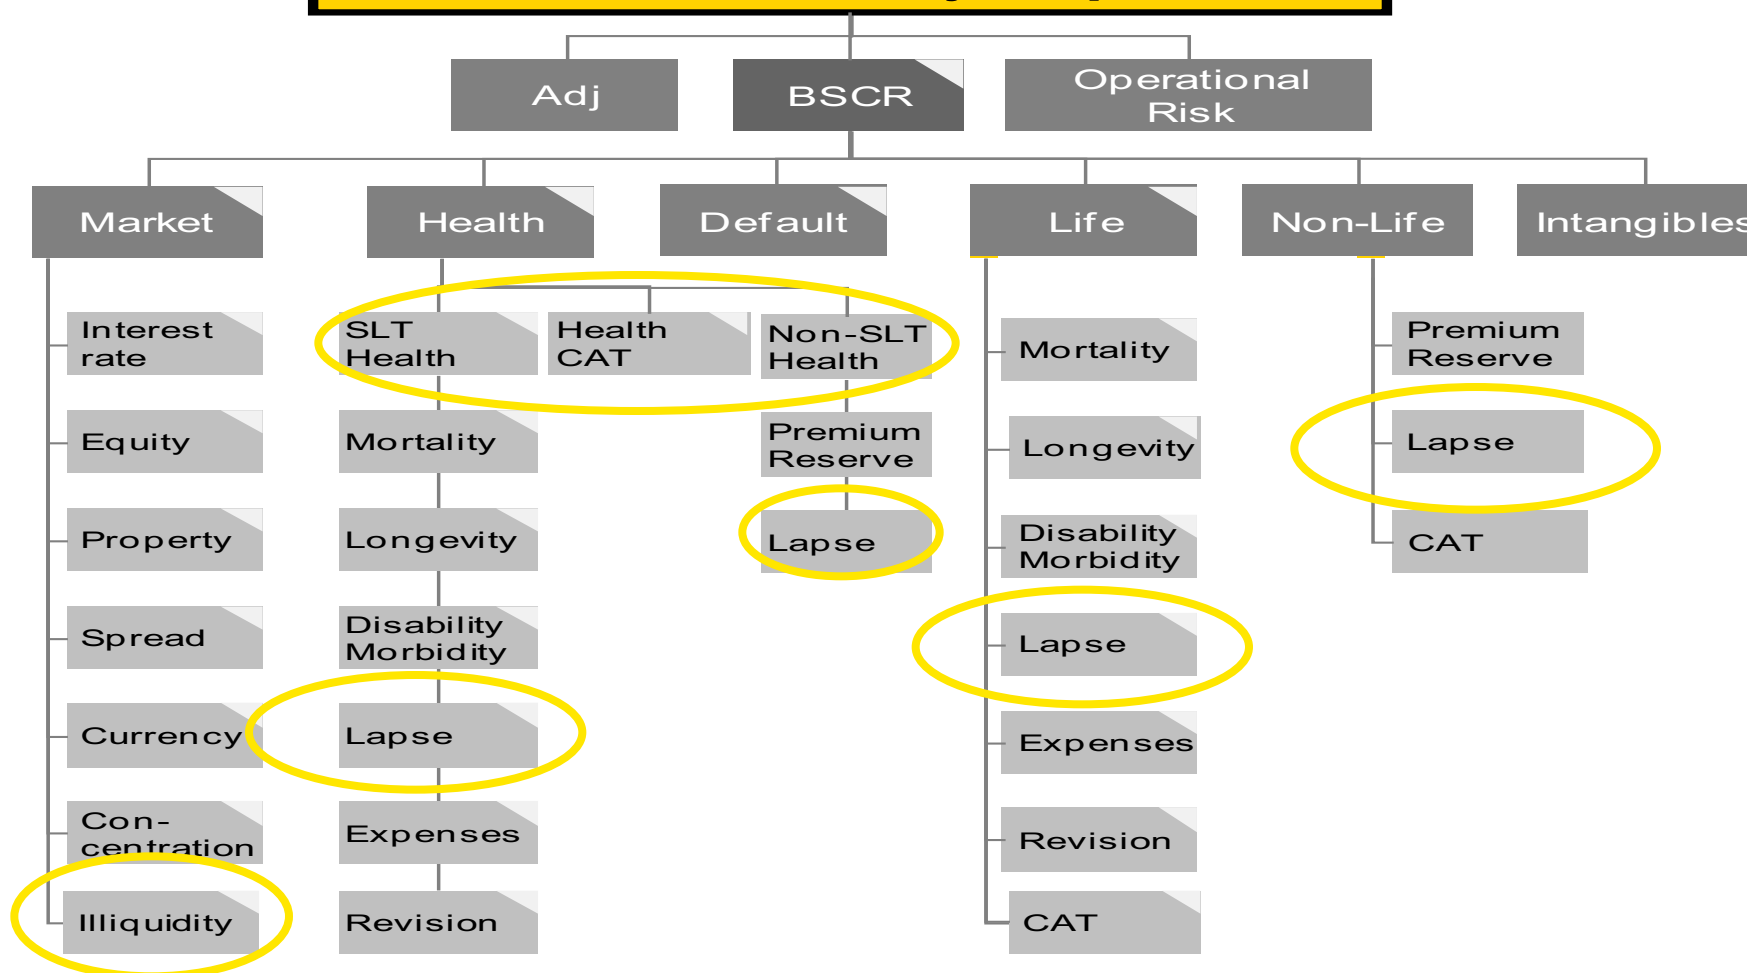 Adj
BSCR
Operational
Risk
Market
Health
Default
Life
Non-Life
Intangibles
Interest
rate
Equity
Property
Spread
Currency
Con-
centration
Illiquidity
SLT
Health
Mortality
Longevity
Disability
Morbidity
Lapse
Expenses
Revision
Health
CAT
Non-SLT
Health
Premium
Reserve
Lapse
Mortality
Longevity
Disability
Morbidity
Lapse
Expenses
Revision
CAT
Premium
Reserve
Lapse
CAT